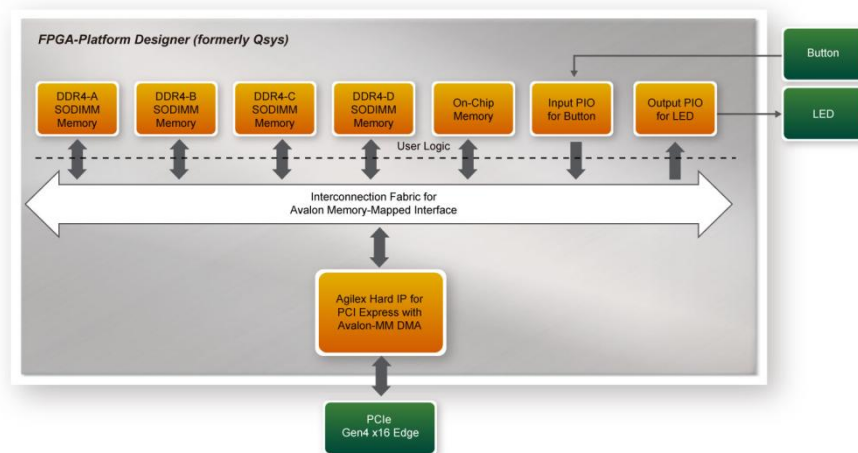 FPGA-Platform Designer (formerly Qsys)
Button
DDR4-A
SODIMM
Memory
DDR4-B
SODIMM
Memory
DDR4-C
SODIMM
Memory
DDR4-D
SODIMM
Memory
On-Chip
Memory
Input PIO
for Button
Output PIO
for LED
LED
User Logic
Interconnection Fabric for
Avalon Memory-Mapped Interface
Agilex Hard IP for
PCI Express with
Avalon-MM DMA
PCIe
Gen4 x16 Edge